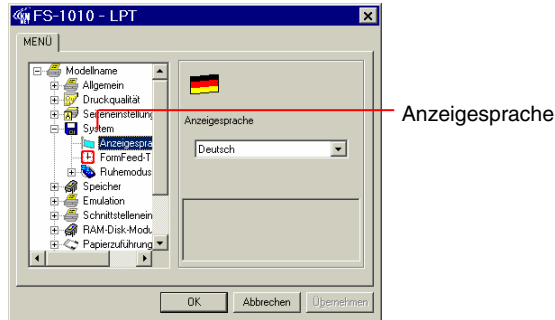 FS-1010 - LPT
MENÜ
Modellname
Allgemein
Druckqualität
Seiteneinstellung
System
Anzeigespra
FormFeed-T
Ruhemodus
Speicher
Emulation
Schnittstellenein
RAM-Disk-Modu
Papierzuführung
Anzeigesprache
Deutsch
Anzeigesprache
OK
Abbrechen
Übernehmen